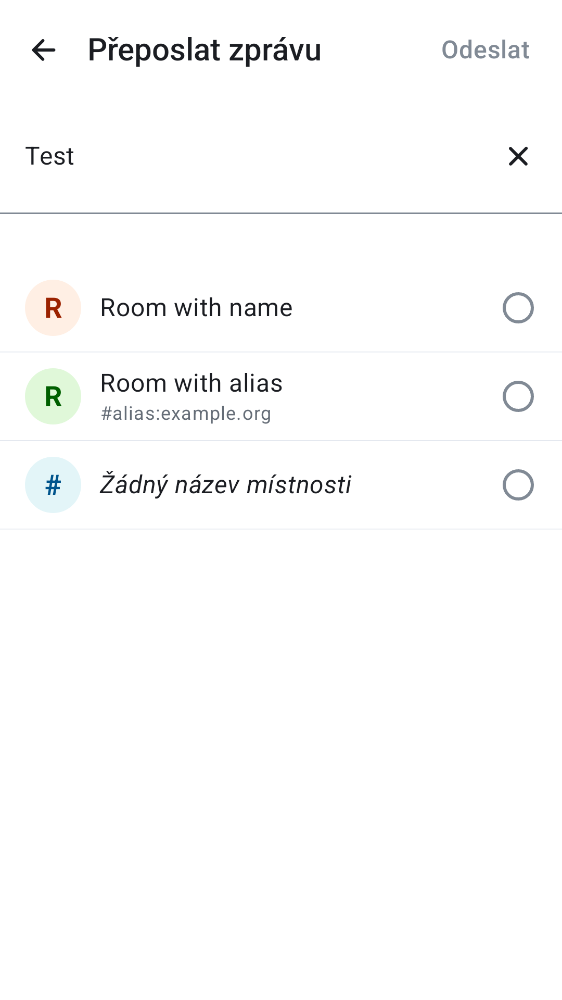 Přeposlat zprávu
Odeslat
Test
R
Room with name
R
Room with alias
#alias:example.org
#
Žádný název místnosti